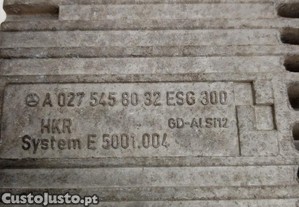 A 027 545 80 32 ESG 300
HKR GD-ALSI12
System E 5001.004
CustoJusto.pt